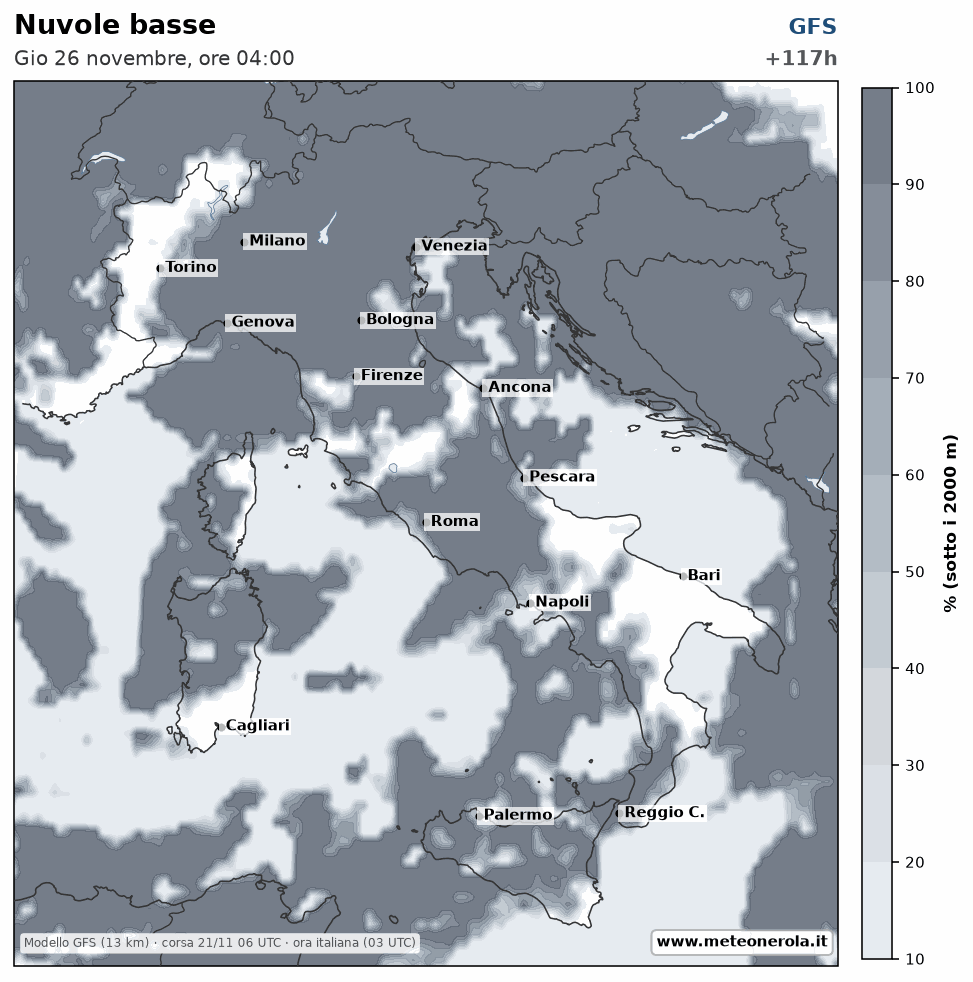 Nuvole basse
GFS
Gio 26 novembre, ore 04:00
+117h
100
90
80
70
60
50
40
30
20
10
% (sotto i 2000 m)
Milano
Venezia
Torino
Genova
Bologna
Firenze
Ancona
Pescara
Roma
Bari
Napoli
Cagliari
Palermo
Reggio C.
Modello GFS (13 km) · corsa 21/11 06 UTC · ora italiana (03 UTC)
www.meteonerola.it